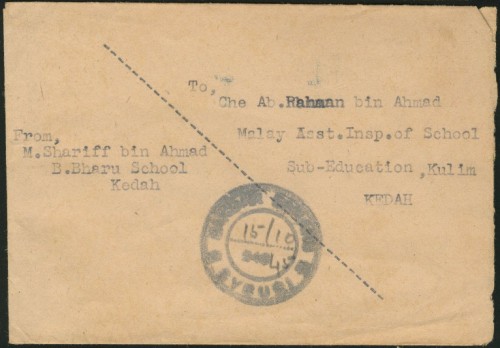 To,
Che Ab.Rahaan bin Ahmad
Malay Asst.Insp.of School
Sub-Education ,Kulim
KEDAH
From,
M.Shariff bin Ahmad
B.Bharu School
Kedah
15/10